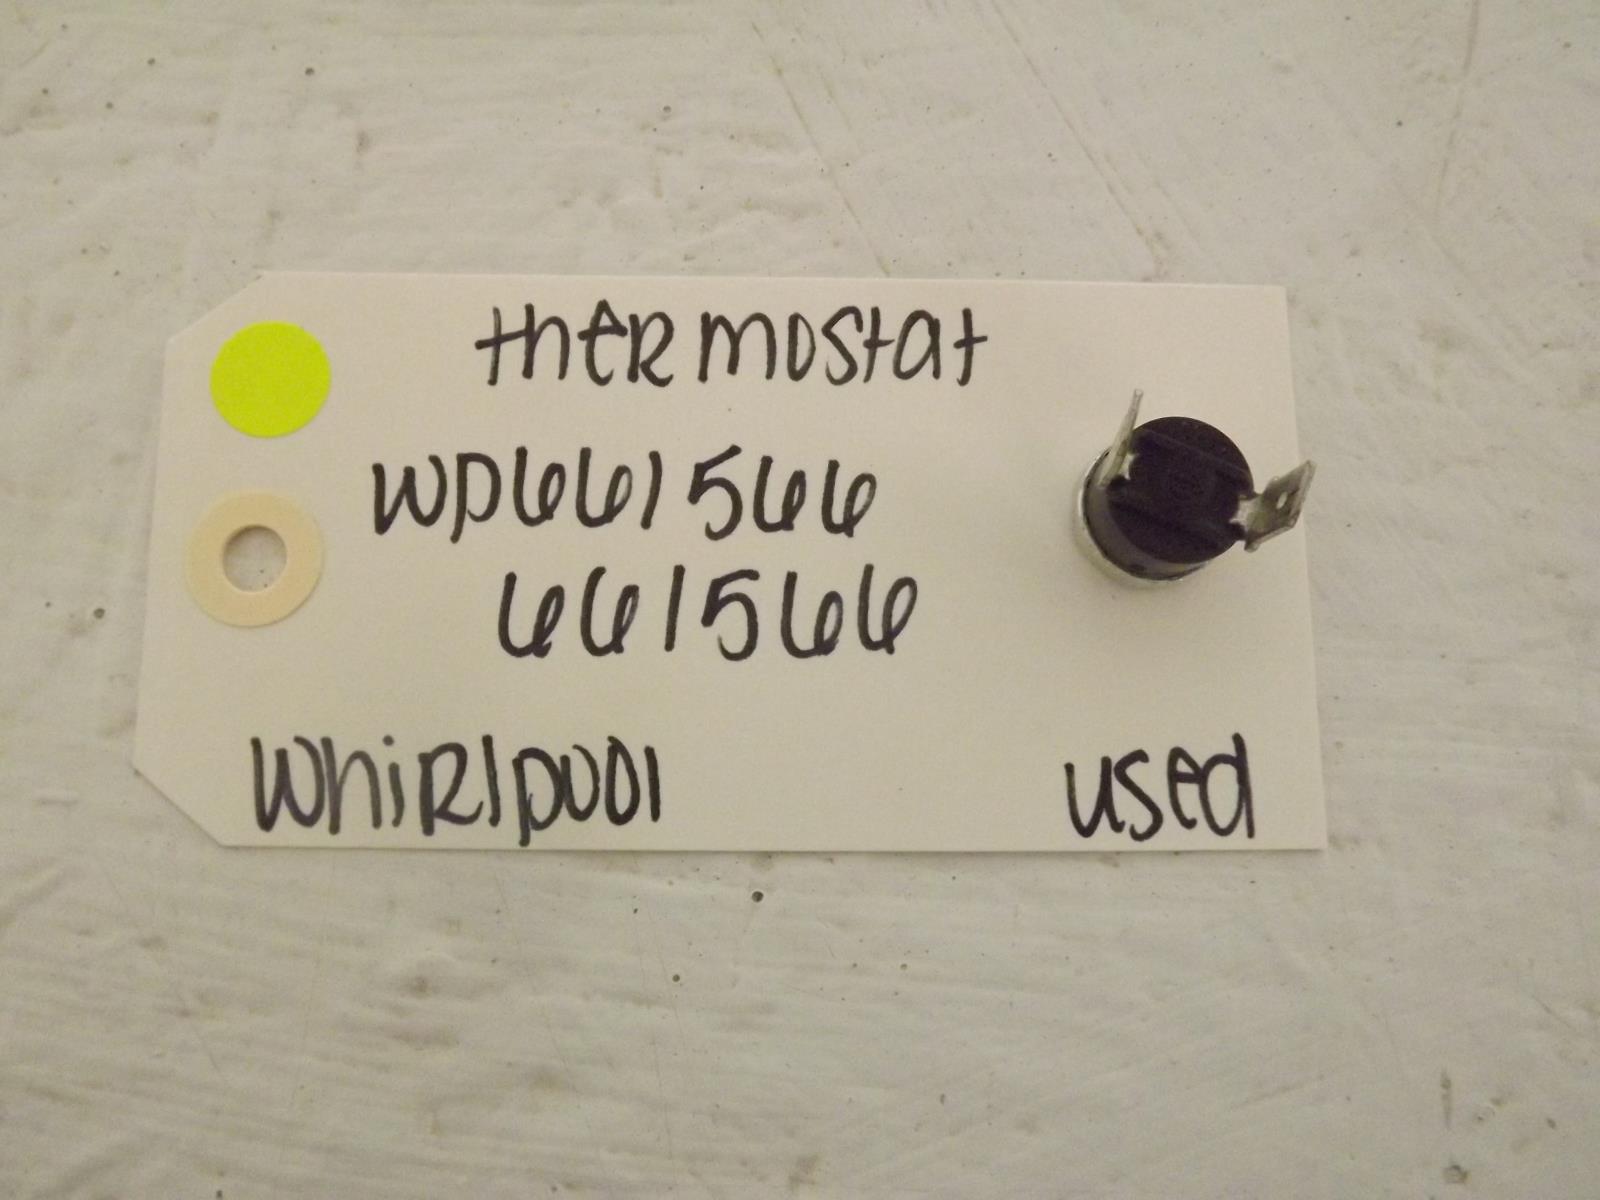 thermostat
WP661566
661566
Whirlpool
used